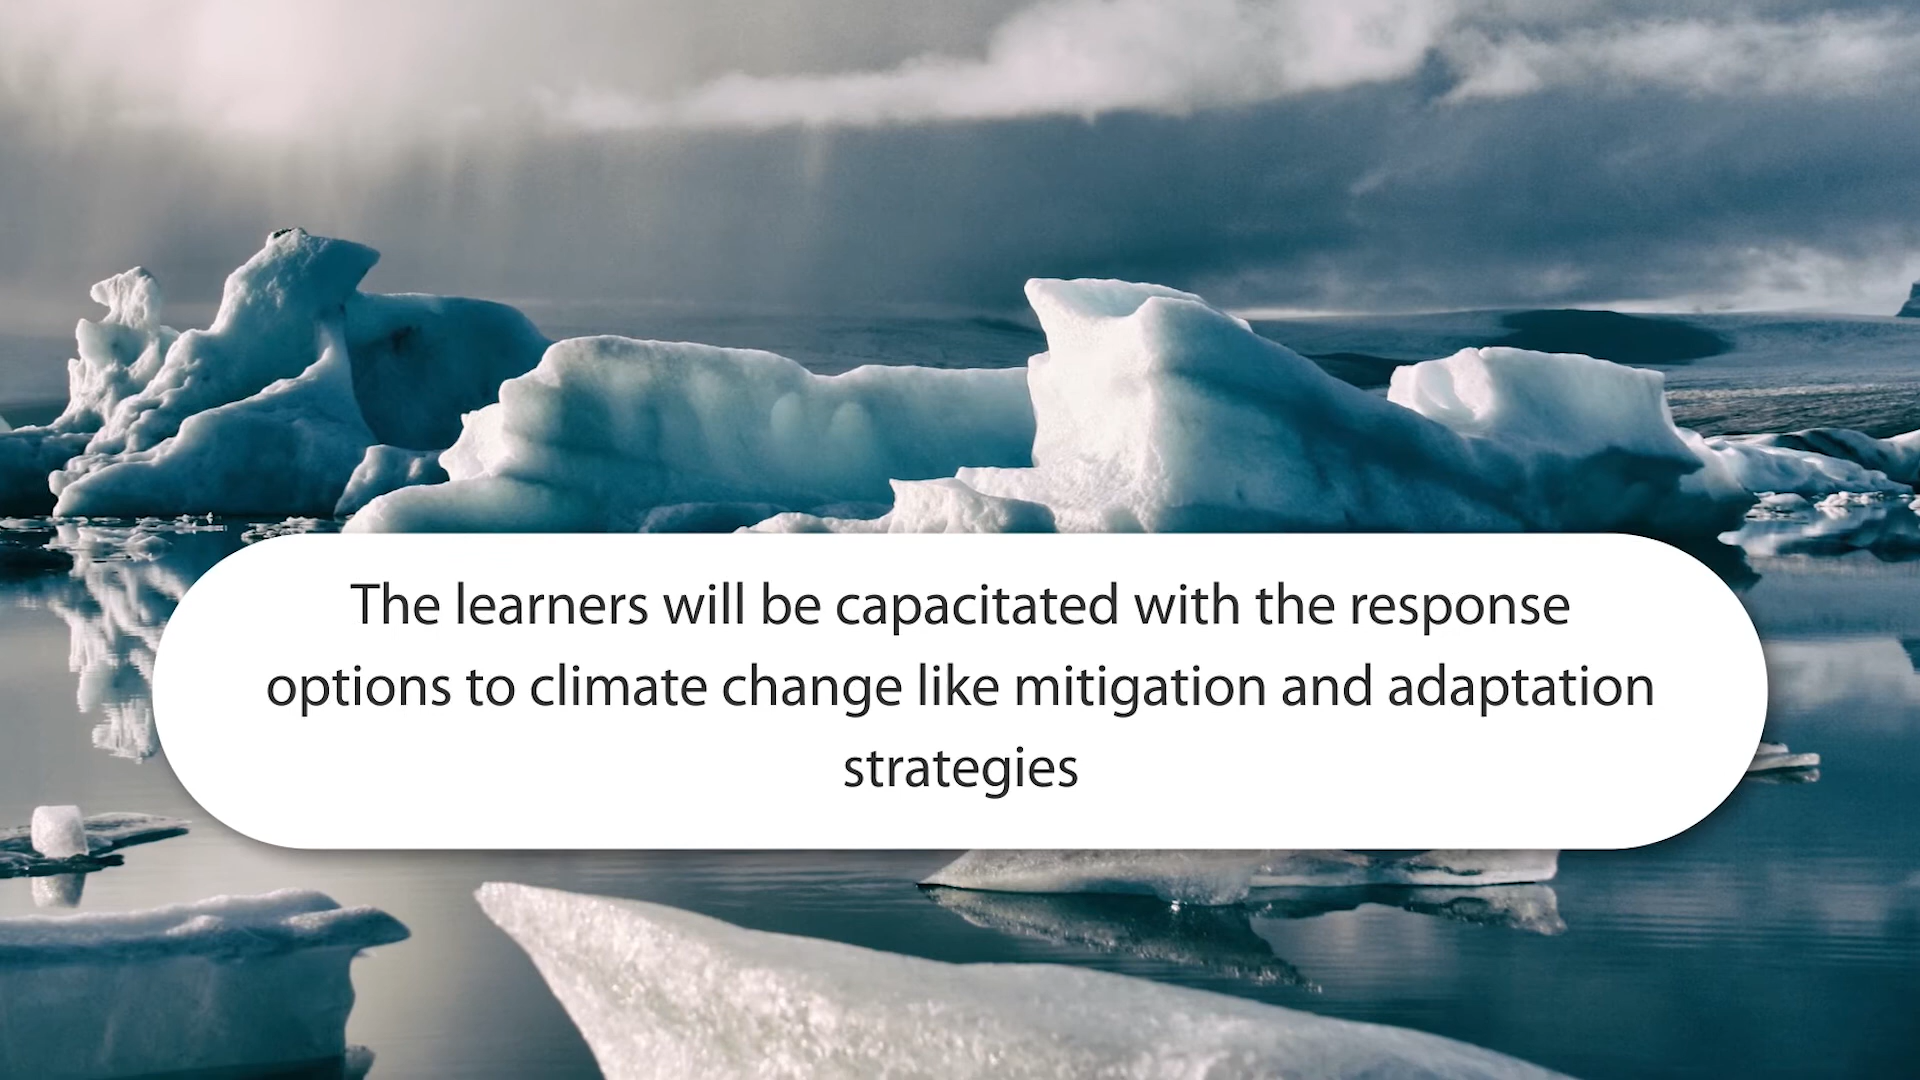 The learners will be capacitated with the response
options to climate change like mitigation and adaptation
strategies